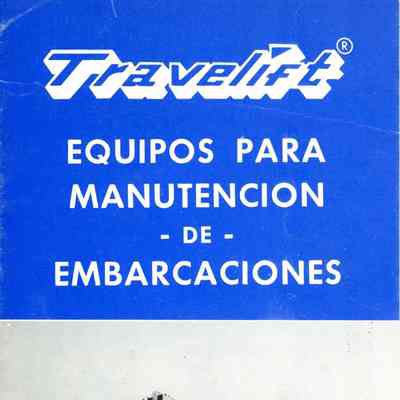 Travelift®
EQUIPOS PARA
MANUTENCION
- DE -
EMBARCACIONES